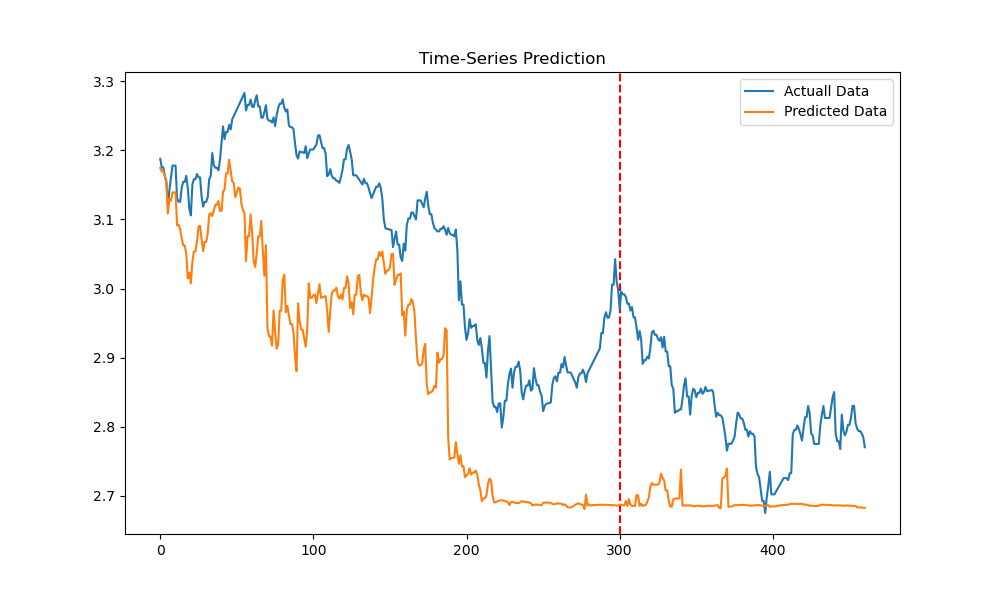 Time-Series Prediction
Actuall Data
Predicted Data
3.3
3.2
3.1
3.0
2.9
2.8
2.7
0 100 200 300 400